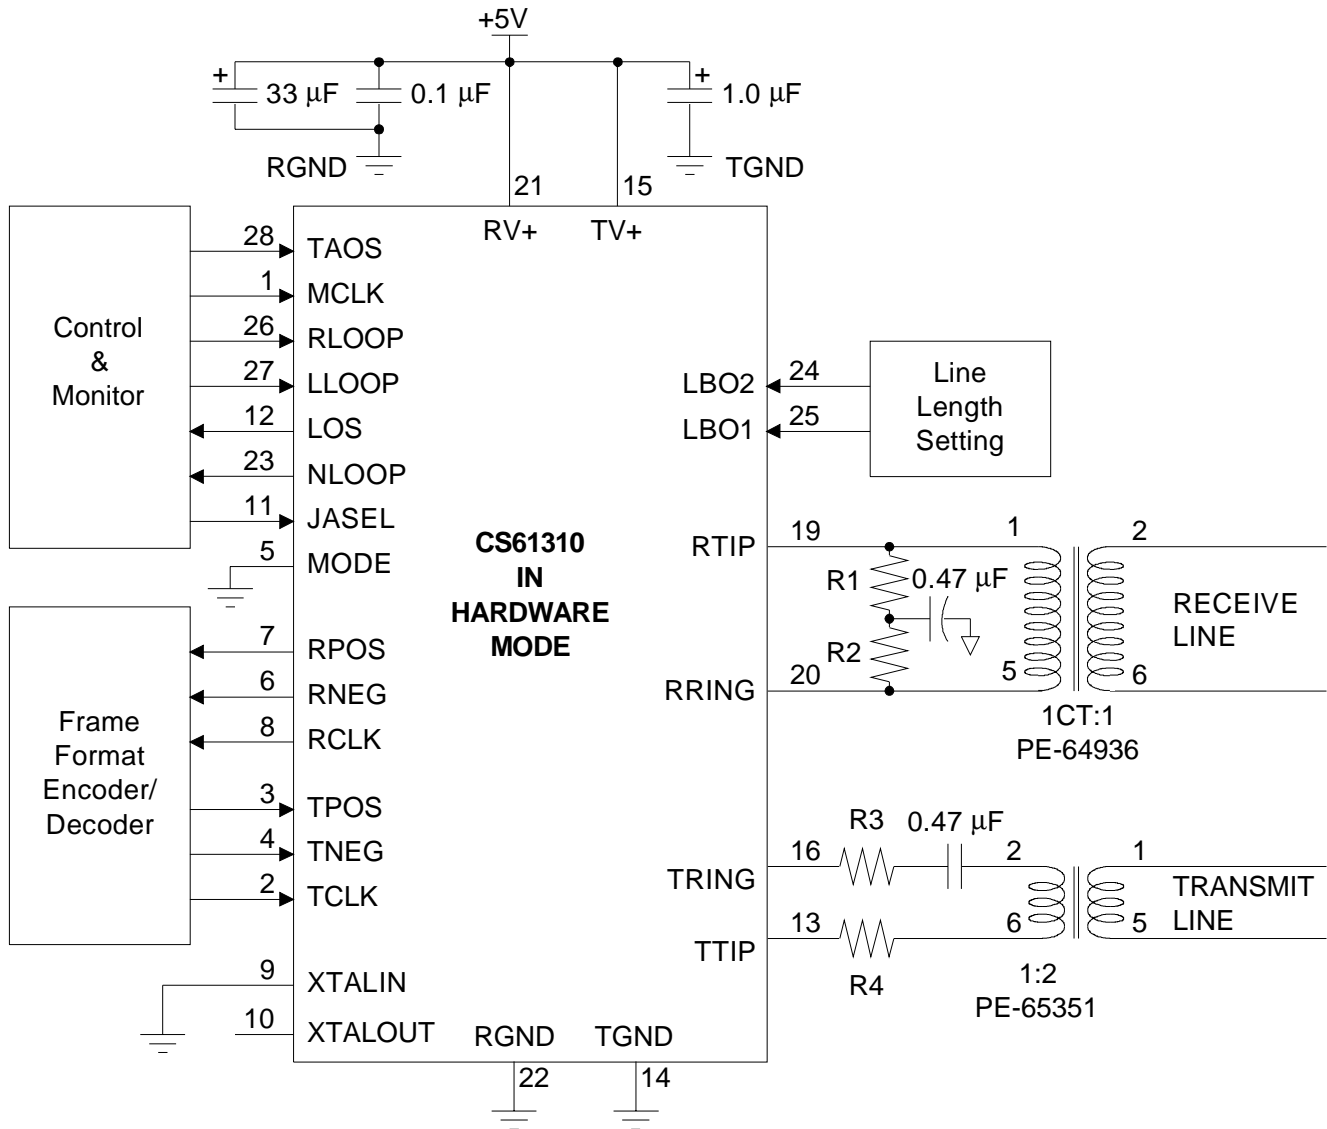 +5V
+
33 μF
0.1 μF
+
1.0 μF
RGND
TGND
21
15
RV+
TV+
Control
&
Monitor
28
TAOS
1
MCLK
26
RLOOP
27
LLOOP
12
LOS
23
NLOOP
11
JASEL
5
MODE
LBO2
24
LBO1
25
Line
Length
Setting
CS61310
IN
HARDWARE
MODE
RTIP
19
R1
0.47 μF
R2
RRING
20
1
5
2
6
RECEIVE
LINE
1CT:1
PE-64936
Frame
Format
Encoder/
Decoder
7
RPOS
6
RNEG
8
RCLK
3
TPOS
4
TNEG
2
TCLK
TRING
16
R3
0.47 μF
TTIP
13
R4
2
6
1
5
TRANSMIT
LINE
1:2
PE-65351
9
XTALIN
10
XTALOUT
RGND
TGND
22
14